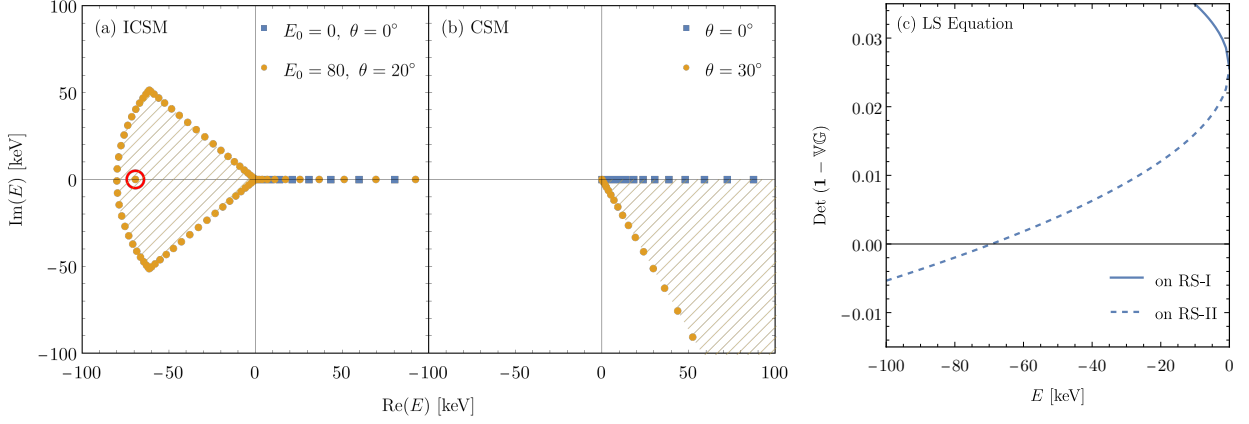 (a) ICSM
E₀ = 0, θ = 0°
E₀ = 80, θ = 20°
100
50
0
−50
−100
Im(E) [keV]
−100
−50
0
50
−100
(b) CSM
θ = 0°
θ = 30°
−50
0
50
100
Re(E) [keV]
(c) LS Equation
0.03
0.02
0.01
0.00
−0.01
Det (𝟏 − 𝕍𝔾)
on RS-I
on RS-II
−100
−80
−60
−40
−20
0
E [keV]